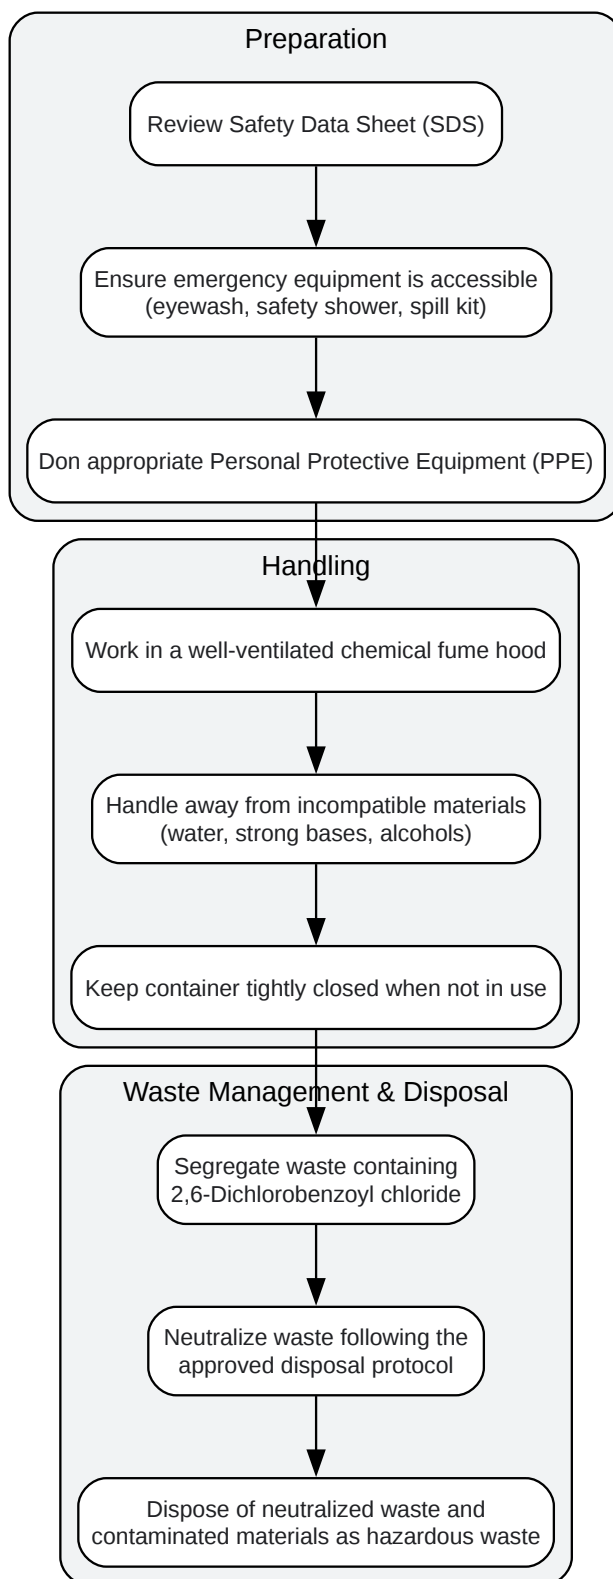 Preparation
Review Safety Data Sheet (SDS)
Ensure emergency equipment is accessible
(eyewash, safety shower, spill kit)
Don appropriate Personal Protective Equipment (PPE)
Handling
Work in a well-ventilated chemical fume hood
Handle away from incompatible materials
(water, strong bases, alcohols)
Keep container tightly closed when not in use
Waste Management & Disposal
Segregate waste containing
2,6-Dichlorobenzoyl chloride
Neutralize waste following the
approved disposal protocol
Dispose of neutralized waste and
contaminated materials as hazardous waste